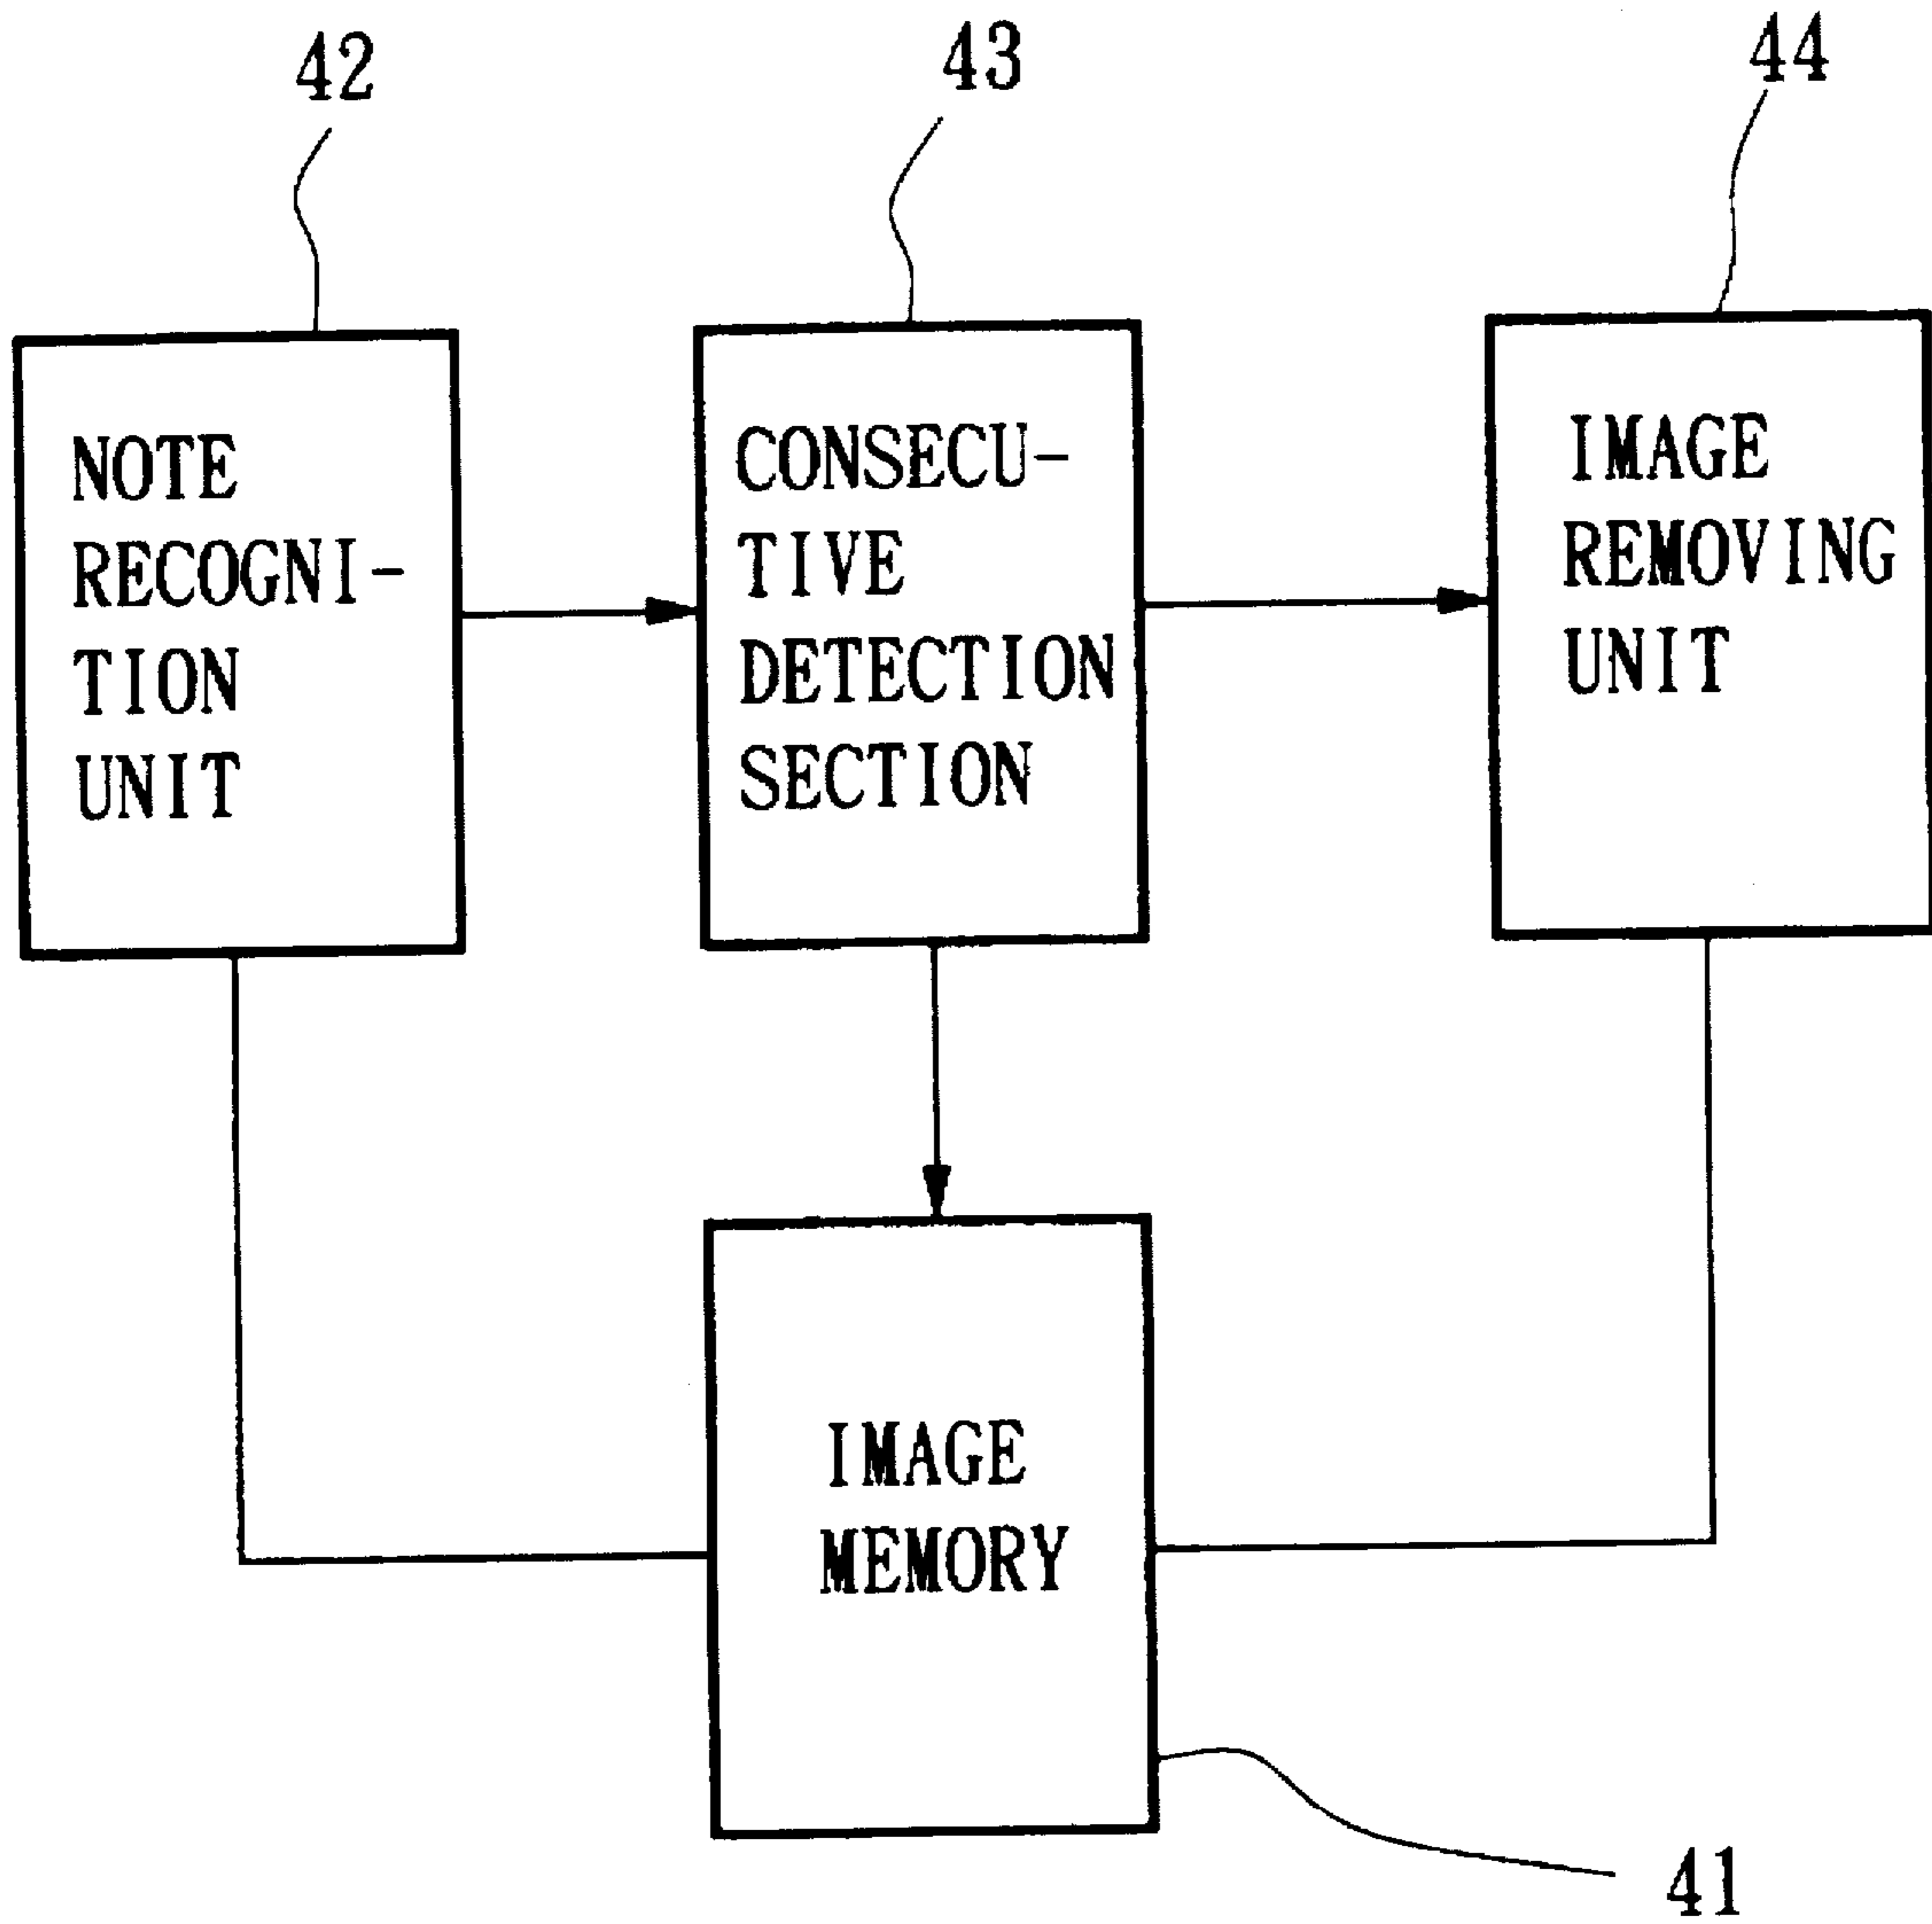 42
43
44
NOTE
RECOGNI-
TION
UNIT
CONSECU-
TIVE
DETECTION
SECTION
IMAGE
REMOVING
UNIT
IMAGE
MEMORY
41